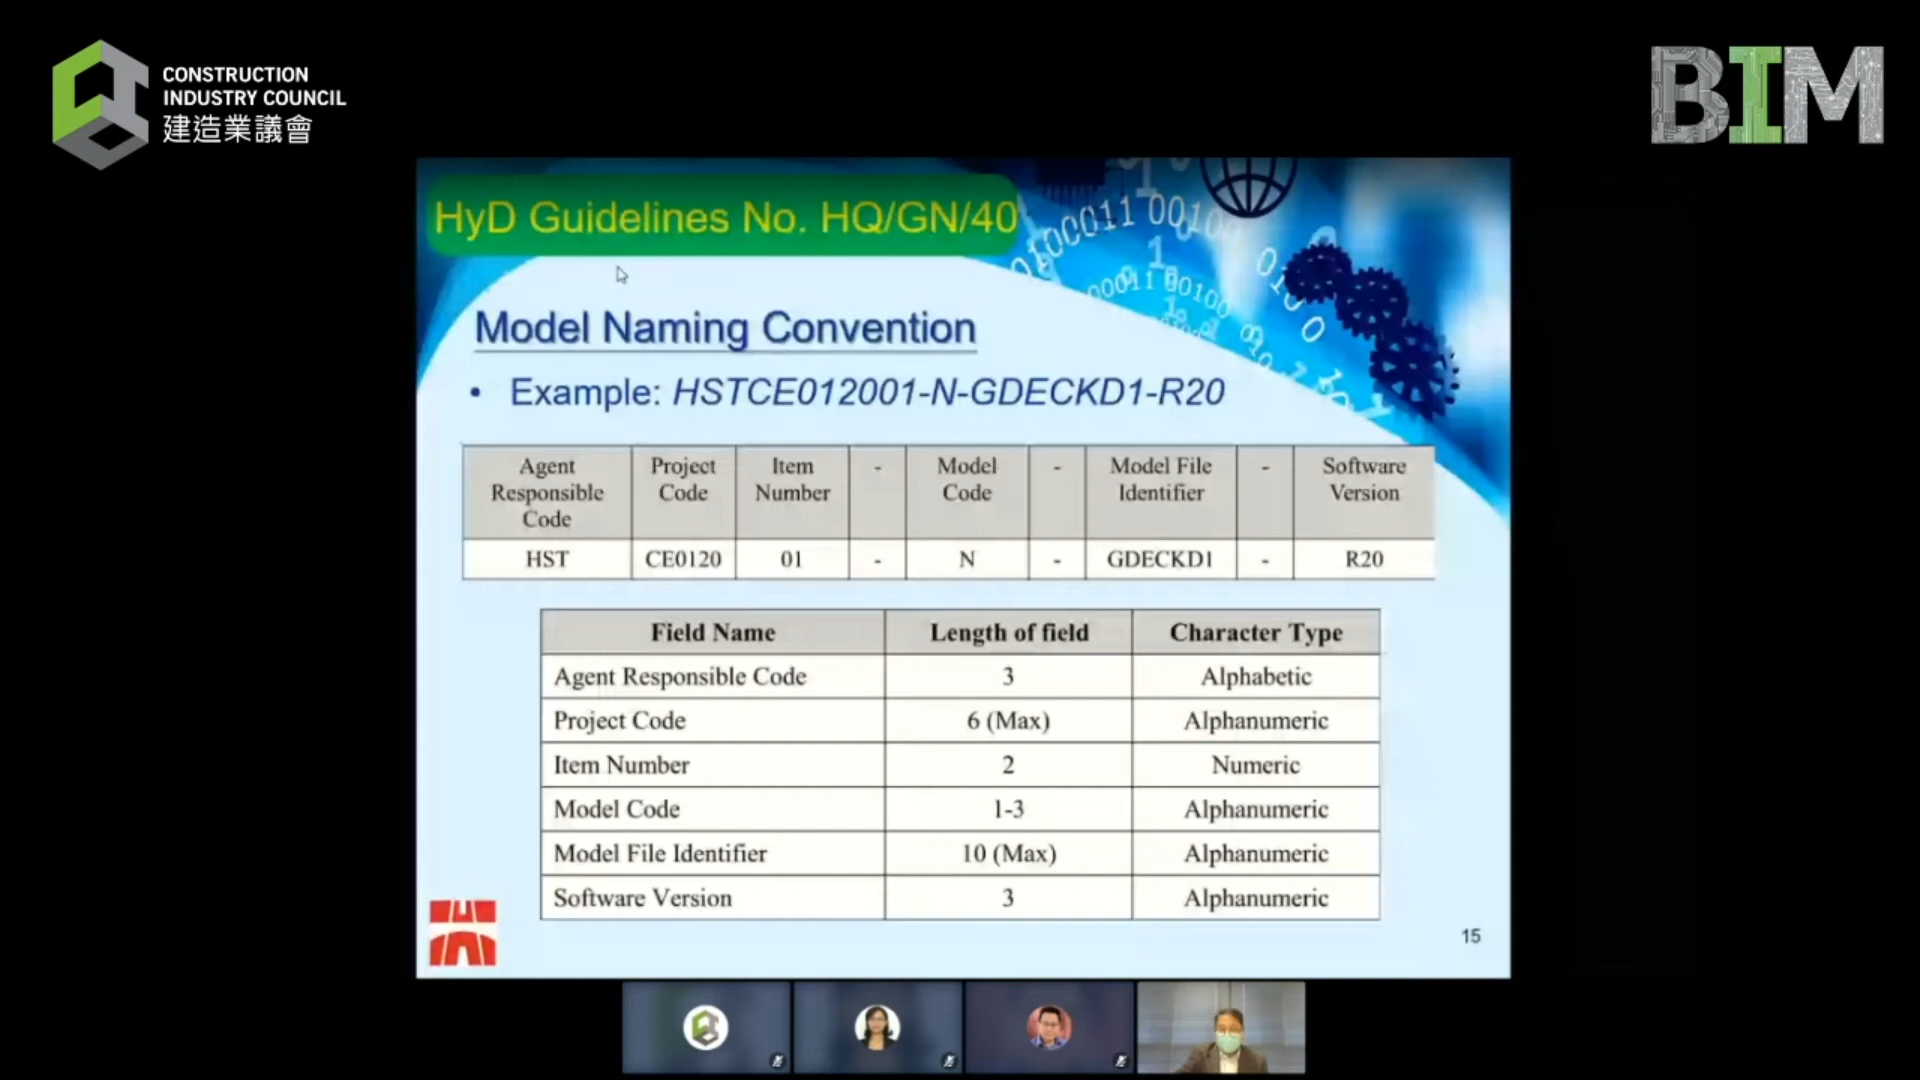 CONSTRUCTION
INDUSTRY COUNCIL
建造業議會
BIM
HyD Guidelines No. HQ/GN/40
Model Naming Convention
• Example: HSTCE012001-N-GDECKD1-R20
Agent Responsible Code Project Code Item Number - Model Code - Model File Identifier - Software Version
HST CE0120 01 - N - GDECKD1 - R20
Field Name Length of field Character Type
Agent Responsible Code 3 Alphabetic
Project Code 6 (Max) Alphanumeric
Item Number 2 Numeric
Model Code 1-3 Alphanumeric
Model File Identifier 10 (Max) Alphanumeric
Software Version 3 Alphanumeric
15